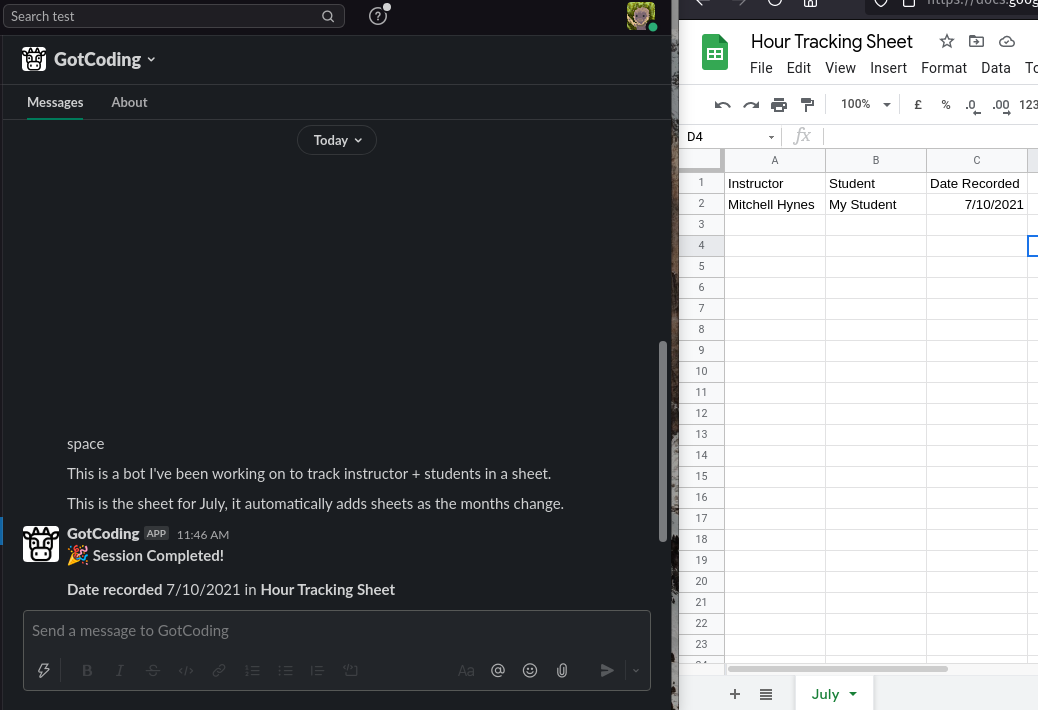 Search test
GotCoding
Messages
About
Today
space
This is a bot I've been working on to track instructor + students in a sheet.
This is the sheet for July, it automatically adds sheets as the months change.
GotCoding APP 11:46 AM
🎉 Session Completed!
Date recorded 7/10/2021 in Hour Tracking Sheet
Send a message to GotCoding
B I S </> Aa @
Hour Tracking Sheet
File Edit View Insert Format Data
100% £ % .0 .00 123
D4 fx
A B C
1 Instructor Student Date Recorded
2 Mitchell Hynes My Student 7/10/2021
3
4
5
6
7
8
9
10
11
12
13
14
15
16
17
18
19
20
21
22
23
+ July